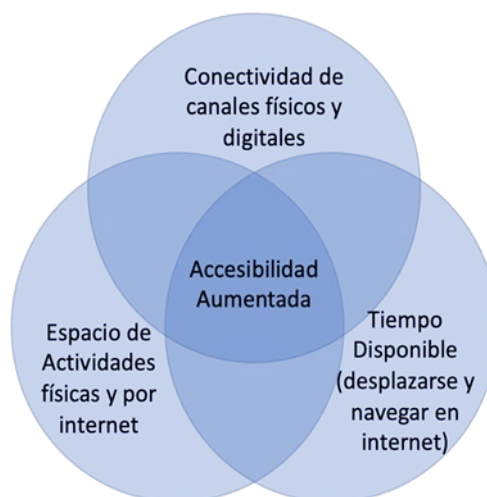 Conectividad de
canales físicos y
digitales
Accesibilidad
Aumentada
Espacio de
Actividades
físicas y por
internet
Tiempo
Disponible
(desplazarse y
navegar en
internet)